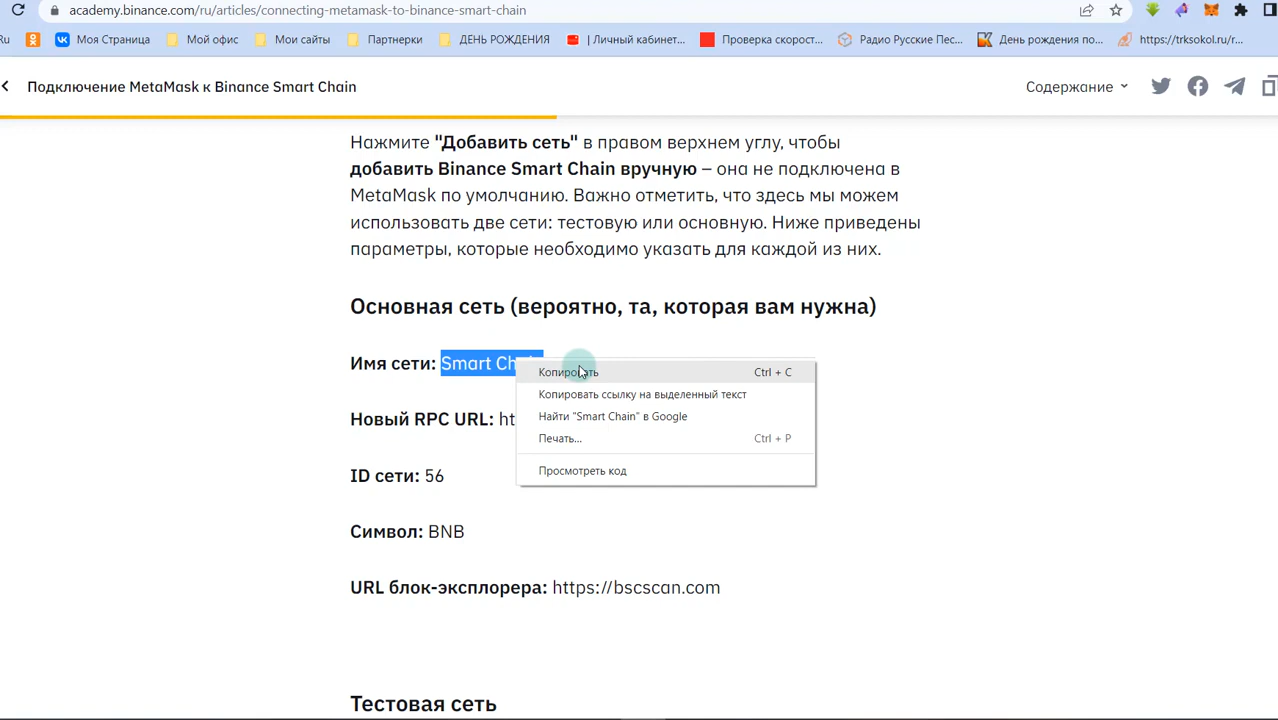 academy.binance.com/ru/articles/connecting-metamask-to-binance-smart-chain
Ru Моя Страница Мой офис Мои сайты Партнерки ДЕНЬ РОЖДЕНИЯ | Личный кабинет... Проверка скорост... Радио Русские Пес... День рождения по... https://trksokol.ru/r...
Подключение MetaMask к Binance Smart Chain Содержание
Нажмите "Добавить сеть" в правом верхнем углу, чтобы
добавить Binance Smart Chain вручную – она не подключена в
MetaMask по умолчанию. Важно отметить, что здесь мы можем
использовать две сети: тестовую или основную. Ниже приведены
параметры, которые необходимо указать для каждой из них.
Основная сеть (вероятно, та, которая вам нужна)
Имя сети: Smart Ch
Копировать Ctrl + C
Копировать ссылку на выделенный текст
Найти "Smart Chain" в Google
Печать... Ctrl + P
Просмотреть код
Новый RPC URL: ht
ID сети: 56
Символ: BNB
URL блок-эксплорера: https://bscscan.com
Тестовая сеть